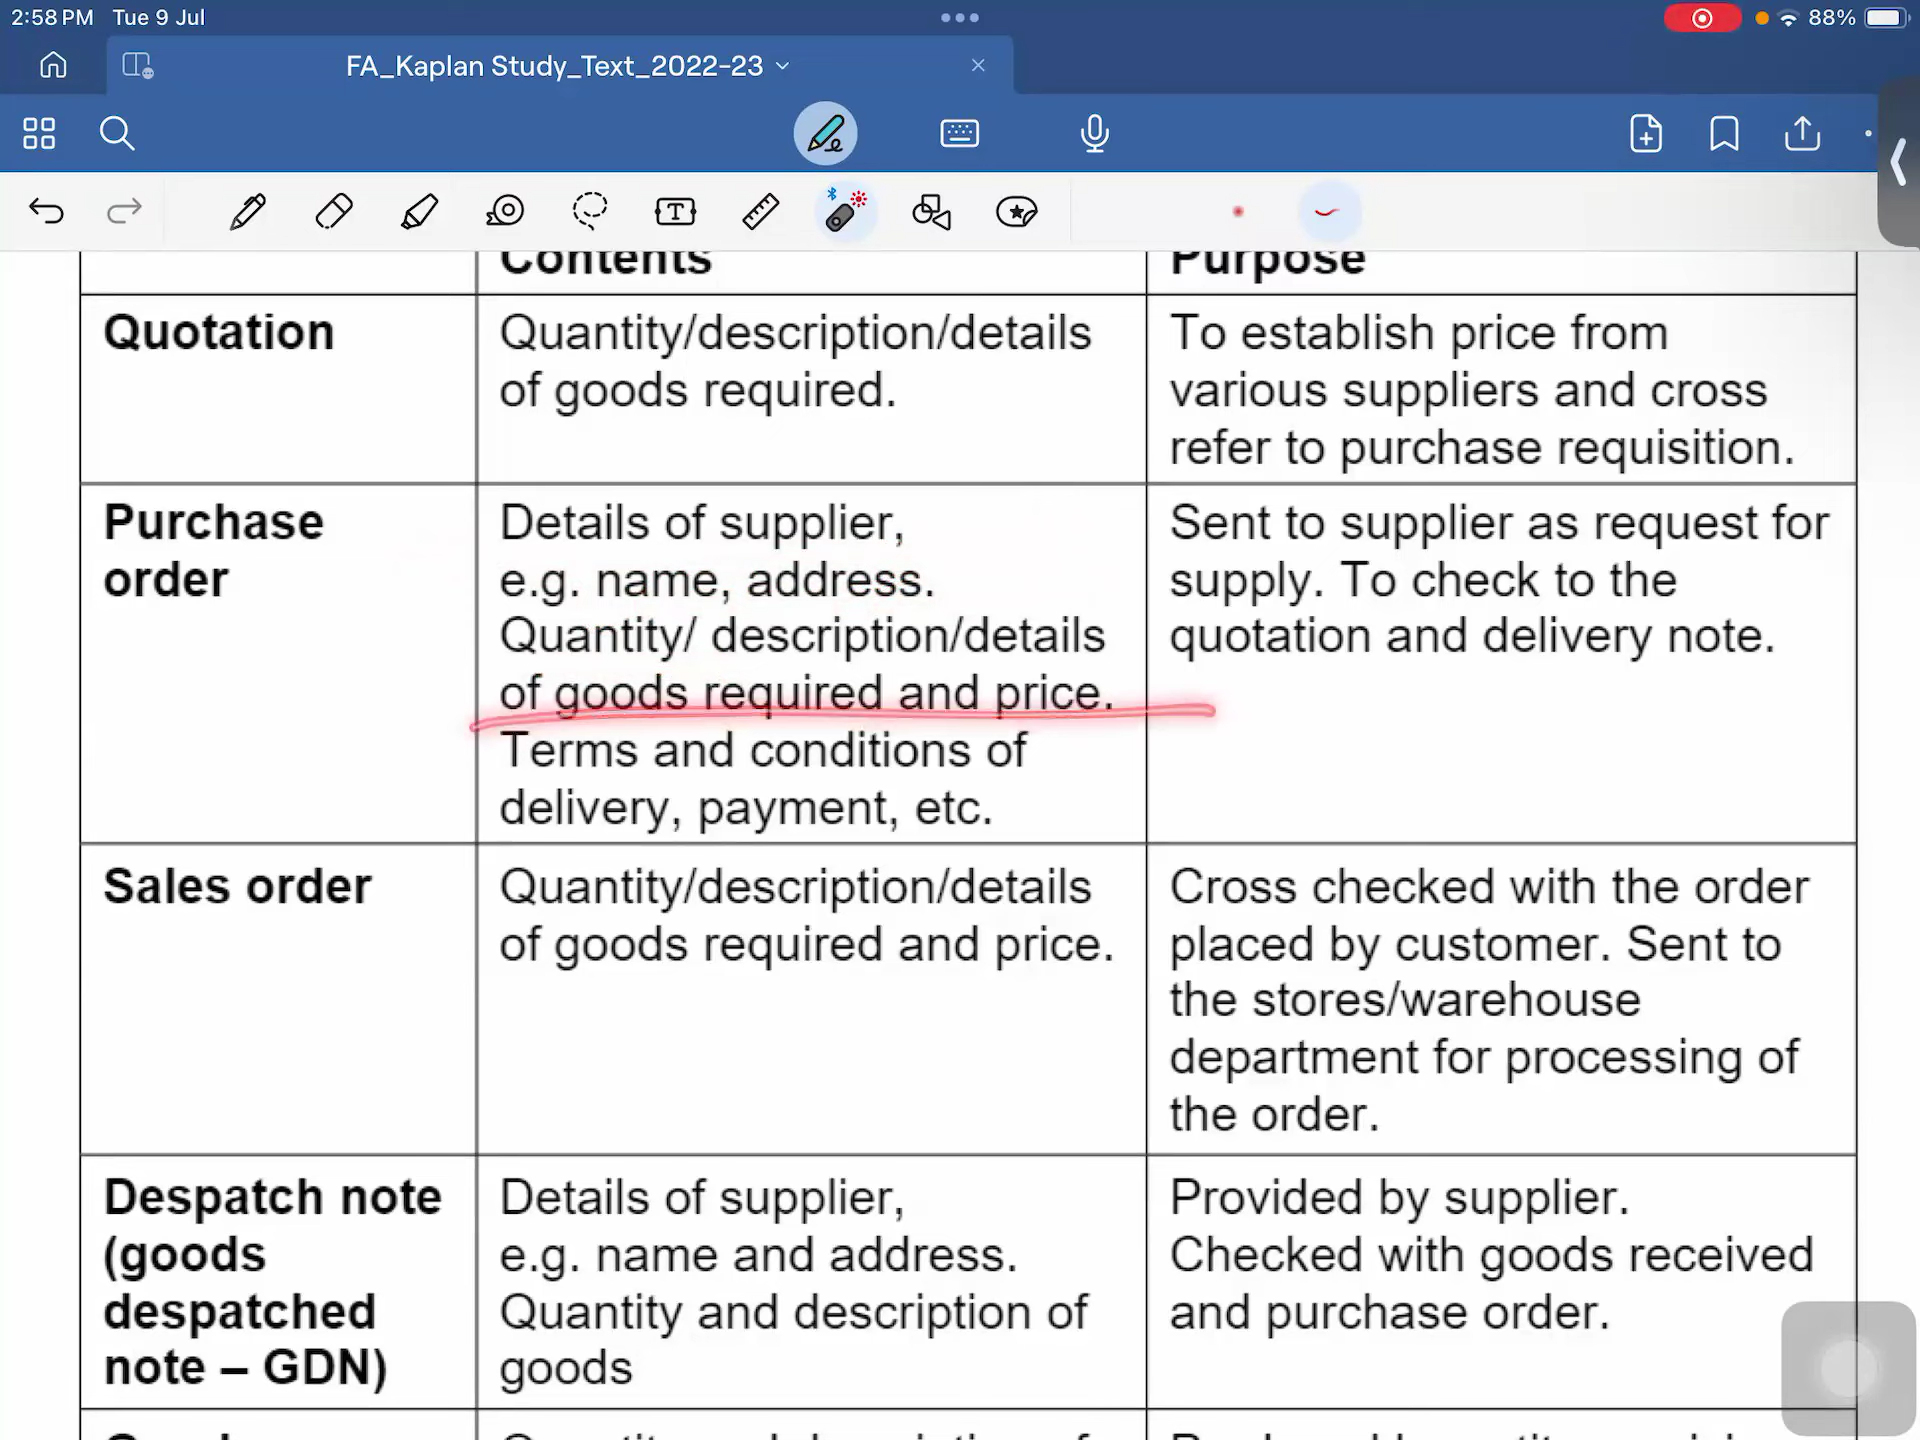 2:58 PM Tue 9 Jul
88%
FA_Kaplan Study_Text_2022-23
Contents
Purpose
Quotation
Quantity/description/details
of goods required.
To establish price from
various suppliers and cross
refer to purchase requisition.
Purchase
order
Details of supplier,
e.g. name, address.
Quantity/ description/details
of goods required and price.
Terms and conditions of
delivery, payment, etc.
Sent to supplier as request for
supply. To check to the
quotation and delivery note.
Sales order
Quantity/description/details
of goods required and price.
Cross checked with the order
placed by customer. Sent to
the stores/warehouse
department for processing of
the order.
Despatch note
(goods
despatched
note – GDN)
Details of supplier,
e.g. name and address.
Quantity and description of
goods
Provided by supplier.
Checked with goods received
and purchase order.